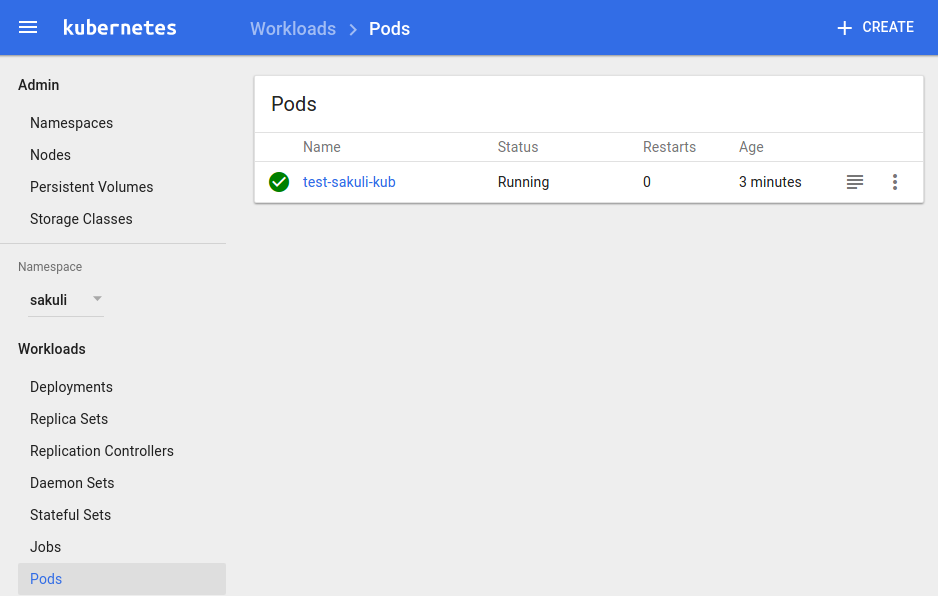 kubernetes
Workloads > Pods
+ CREATE
Admin
Namespaces
Nodes
Persistent Volumes
Storage Classes
Namespace
sakuli
Workloads
Deployments
Replica Sets
Replication Controllers
Daemon Sets
Stateful Sets
Jobs
Pods
Pods
Name Status Restarts Age
test-sakuli-kub Running 0 3 minutes